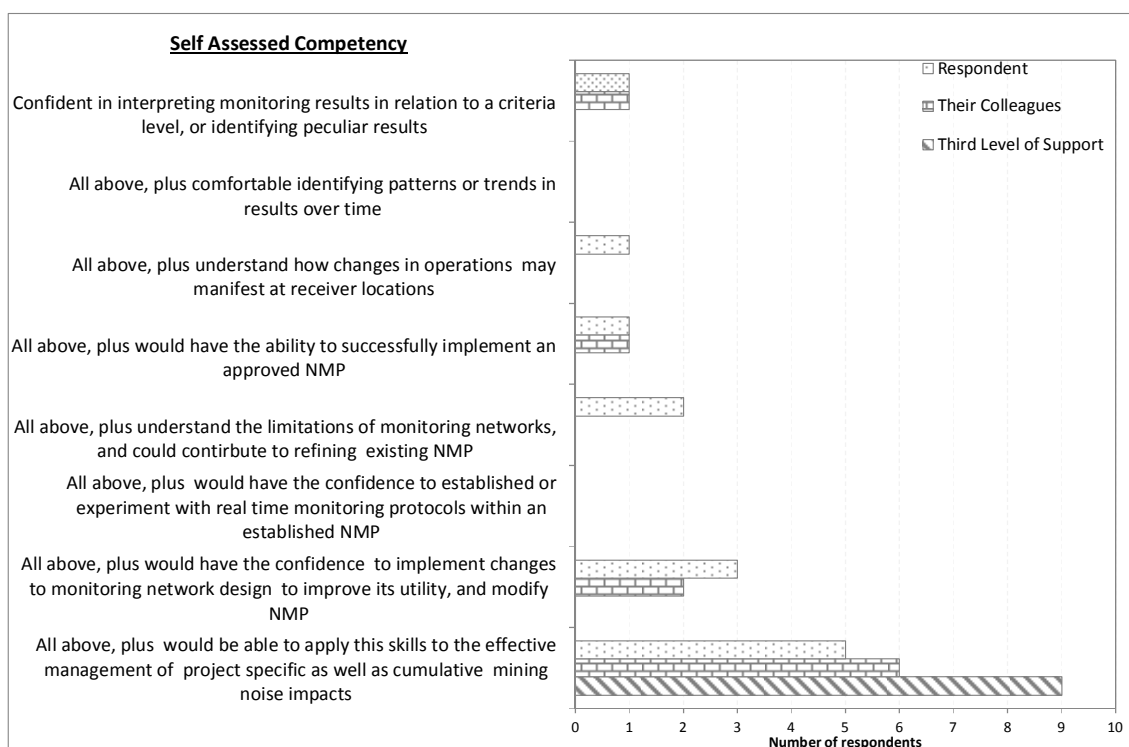 Self Assessed Competency
Confident in interpreting monitoring results in relation to a criteria
level, or identifying peculiar results
All above, plus comfortable identifying patterns or trends in
results over time
All above, plus understand how changes in operations may
manifest at receiver locations
All above, plus would have the ability to successfully implement an
approved NMP
All above, plus understand the limitations of monitoring networks,
and could contirbute to refining existing NMP
All above, plus would have the confidence to established or
experiment with real time monitoring protocols within an
established NMP
All above, plus would have the confidence to implement changes
to monitoring network design to improve its utility, and modify
NMP
All above, plus would be able to apply this skills to the effective
management of project specific as well as cumulative mining
noise impacts
Respondent
Their Colleagues
Third Level of Support
0 1 2 3 4 5 6 7 8 9 10
Number of respondents